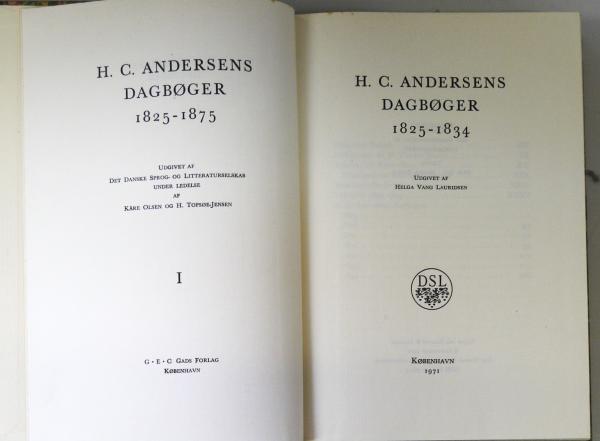 H. C. ANDERSENS
DAGBØGER
1825-1875
UDGIVET AF
DET DANSKE SPROG- OG LITTERATURSELSKAB
UNDER LEDELSE
AF
KÅRE OLSEN OG H. TOPSØE-JENSEN
I
G · E · C GADS FORLAG
KØBENHAVN
H. C. ANDERSENS
DAGBØGER
1825-1834
UDGIVET AF
HELGA VANG LAURIDSEN
DSL
KØBENHAVN
1971